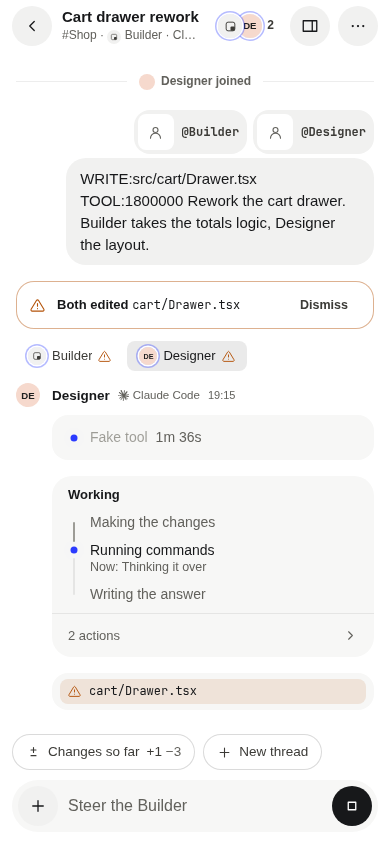 Cart drawer rework
#Shop · Builder · Cl…
DE 2
Designer joined
@Builder
@Designer
WRITE:src/cart/Drawer.tsx
TOOL:1800000 Rework the cart drawer.
Builder takes the totals logic, Designer
the layout.
Both edited cart/Drawer.tsx
Dismiss
Builder
DE Designer
DE Designer Claude Code 19:15
Fake tool 1m 36s
Working
Making the changes
Running commands
Now: Thinking it over
Writing the answer
2 actions
cart/Drawer.tsx
Changes so far +1 −3
New thread
Steer the Builder